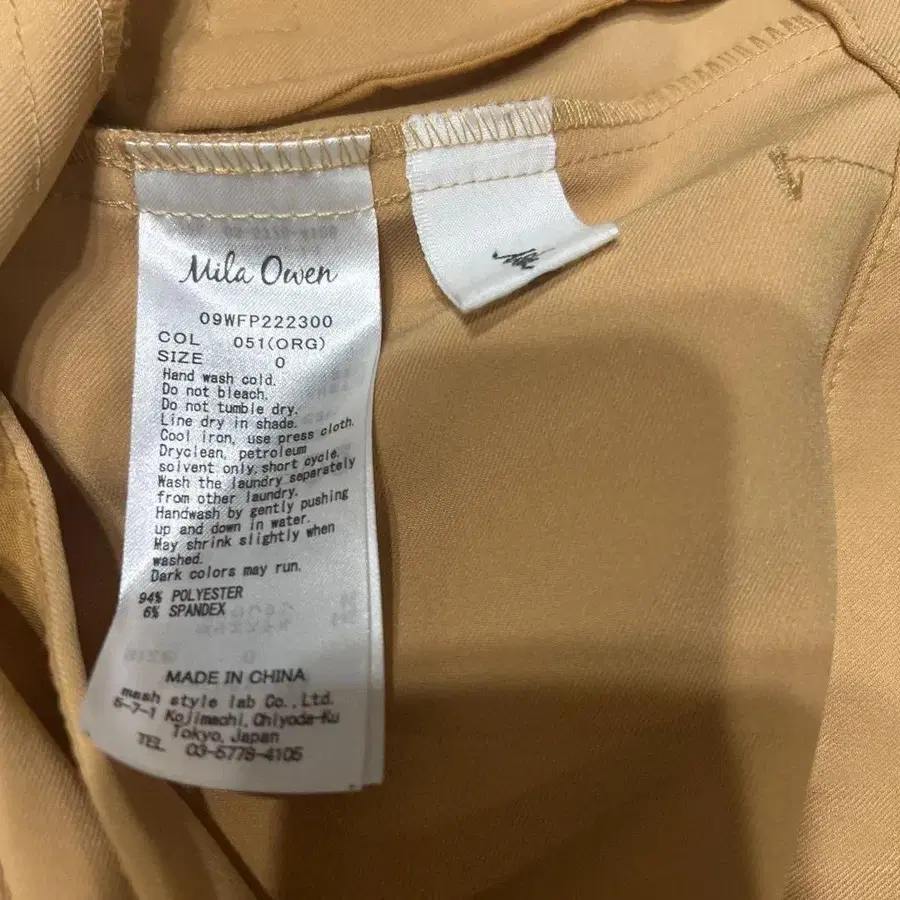 Mila Owen
09WFP222300
COL 051(ORG)
SIZE 0
Hand wash cold.
Do not bleach.
Do not tumble dry.
Line dry in shade.
Cool iron, use press cloth.
Dryclean, petroleum
solvent only.short cycle.
Wash the laundry separately
from other laundry.
Handwash by gently pushing
up and down in water.
May shrink slightly when
washed.
Dark colors may run.
94% POLYESTER
6% SPANDEX
MADE IN CHINA
mash style lab Co.,Ltd.
5-7-1 Kojimachi,Chiyoda-Ku
Tokyo,Japan
TEL 03-5778-4105